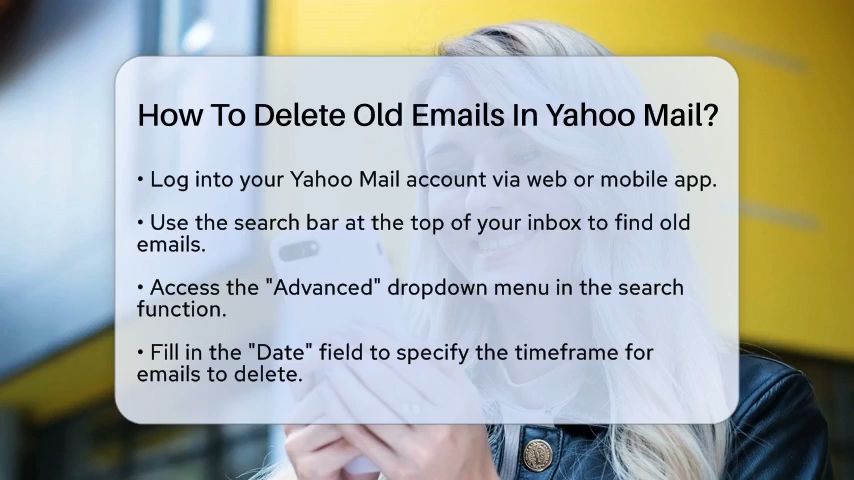 How To Delete Old Emails In Yahoo Mail?
• Log into your Yahoo Mail account via web or mobile app.
• Use the search bar at the top of your inbox to find old
emails.
• Access the "Advanced" dropdown menu in the search
function.
• Fill in the "Date" field to specify the timeframe for
emails to delete.